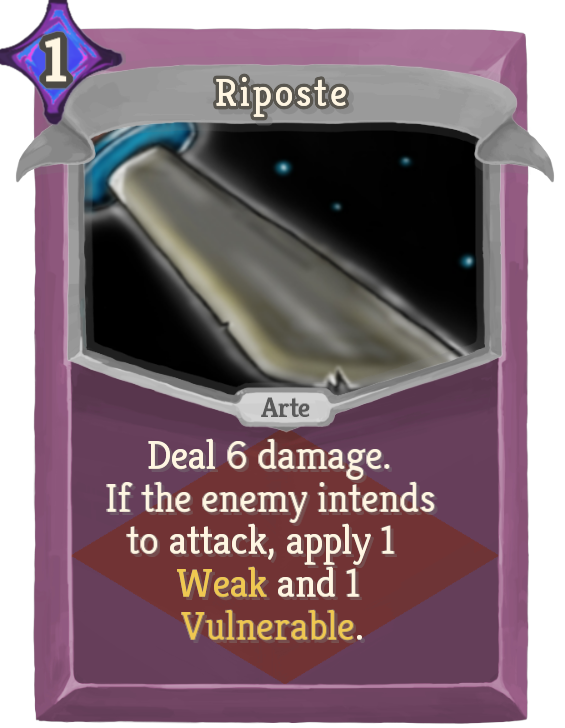 1
Riposte
Arte
Deal 6 damage.
If the enemy intends
to attack, apply 1
Weak and 1
Vulnerable.